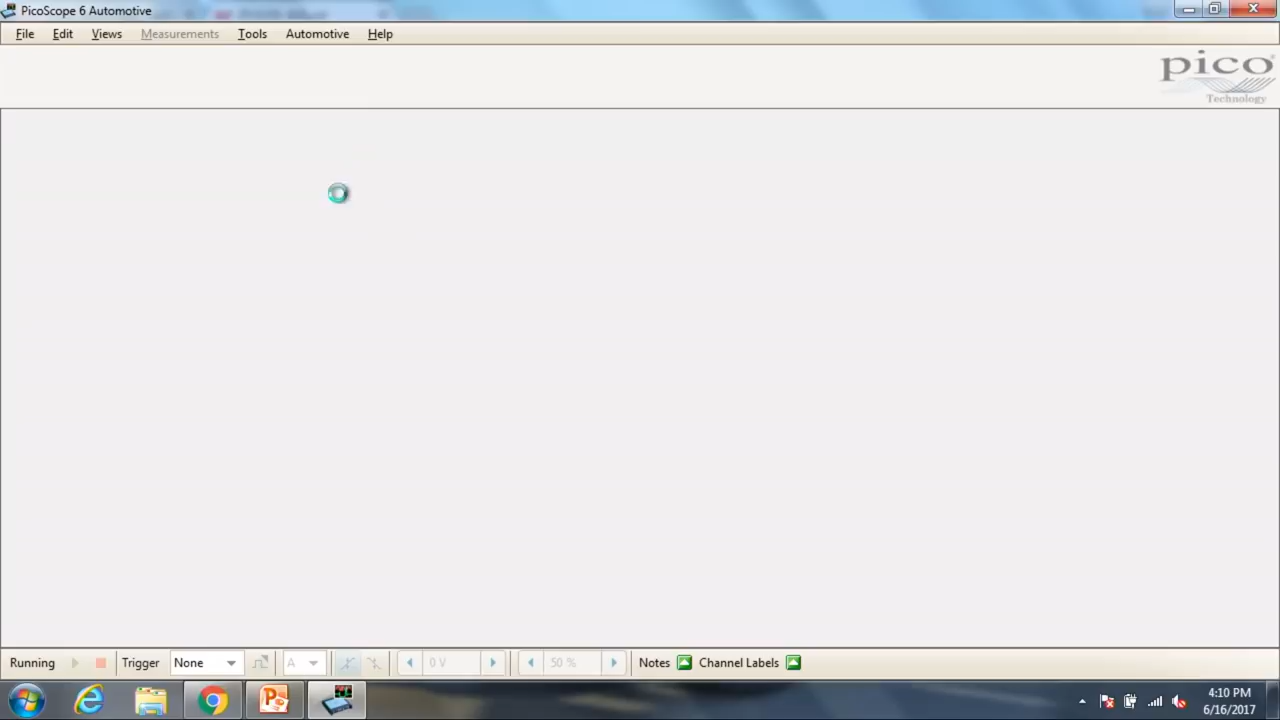 PicoScope 6 Automotive
File Edit Views Measurements Tools Automotive Help
pico
Technology
Running Trigger None A 0 V 50 % Notes Channel Labels
4:10 PM
6/16/2017